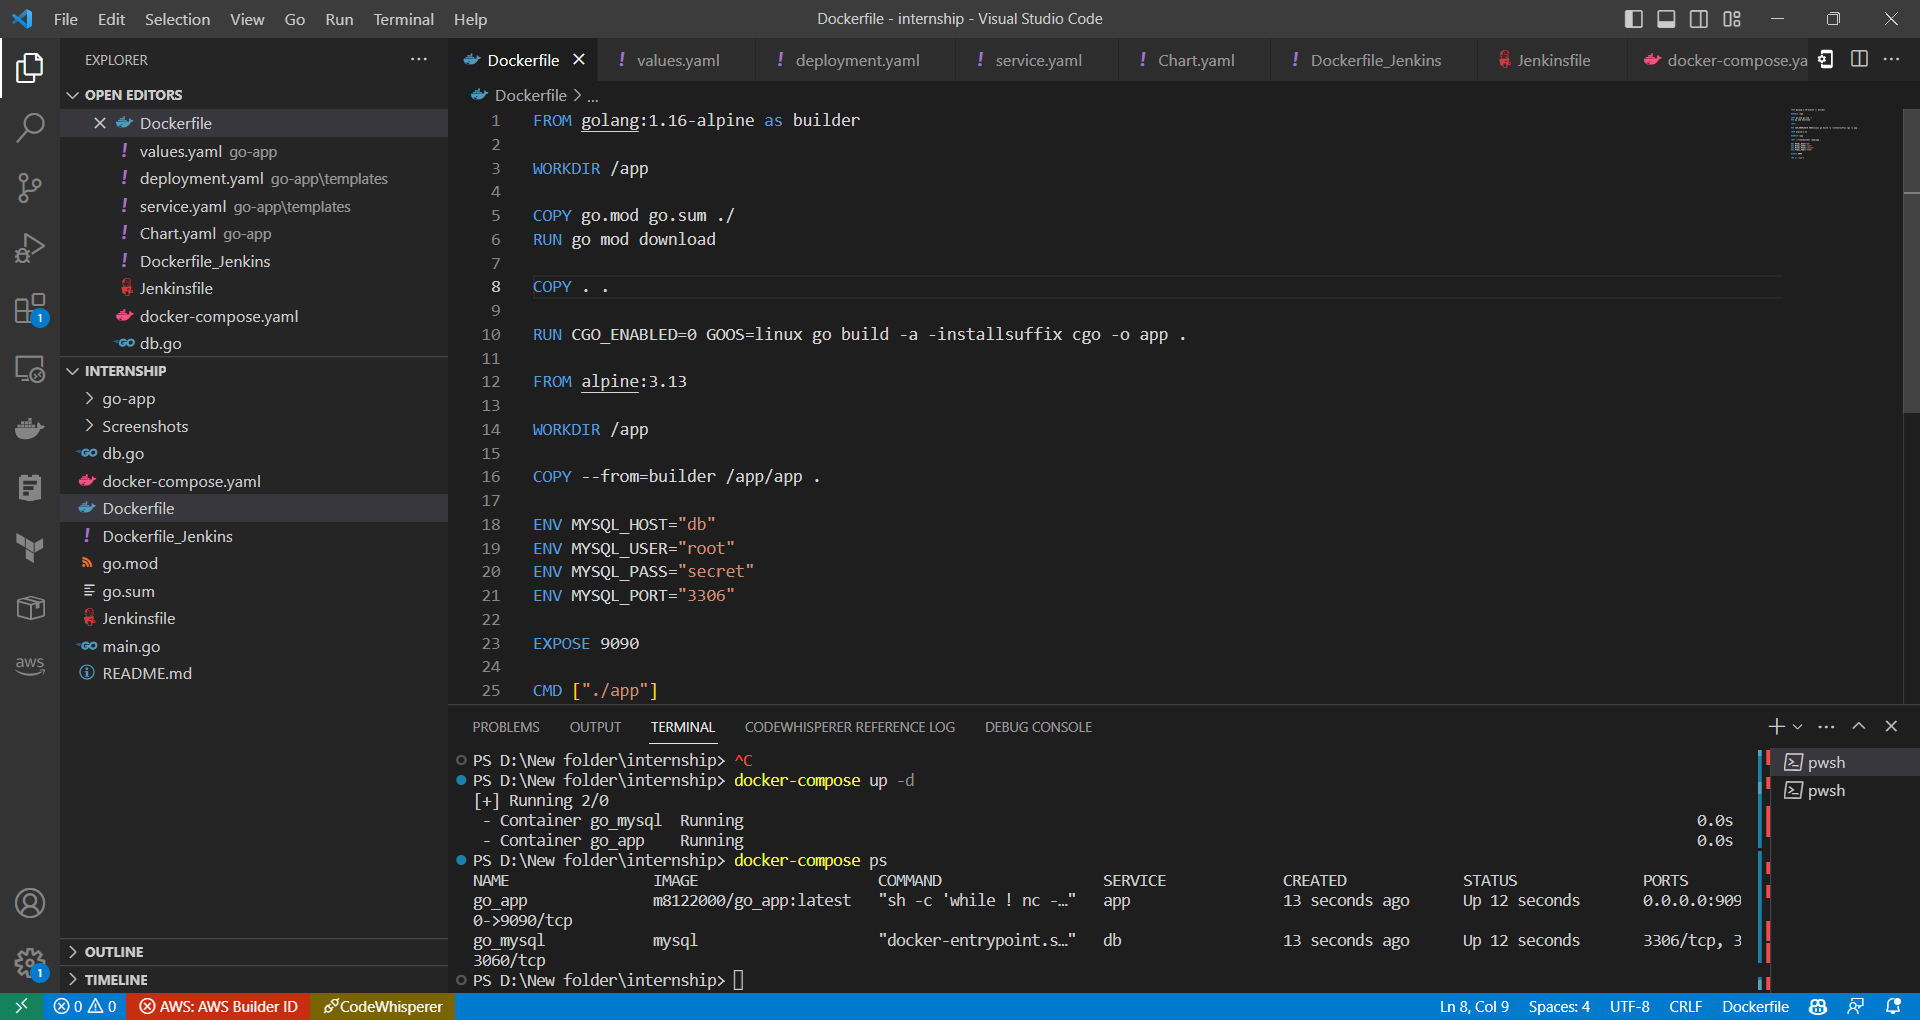 File Edit Selection View Go Run Terminal Help
Dockerfile - internship - Visual Studio Code
EXPLORER
OPEN EDITORS
Dockerfile
values.yaml go-app
deployment.yaml go-app\templates
service.yaml go-app\templates
Chart.yaml go-app
Dockerfile_Jenkins
Jenkinsfile
docker-compose.yaml
db.go
INTERNSHIP
go-app
Screenshots
db.go
docker-compose.yaml
Dockerfile
Dockerfile_Jenkins
go.mod
go.sum
Jenkinsfile
main.go
README.md
OUTLINE
TIMELINE
1
aws
1
Dockerfile values.yaml deployment.yaml service.yaml Chart.yaml Dockerfile_Jenkins Jenkinsfile docker-compose.ya
Dockerfile > ...
1 FROM golang:1.16-alpine as builder
2
3 WORKDIR /app
4
5 COPY go.mod go.sum ./
6 RUN go mod download
7
8 COPY . .
9
10 RUN CGO_ENABLED=0 GOOS=linux go build -a -installsuffix cgo -o app .
11
12 FROM alpine:3.13
13
14 WORKDIR /app
15
16 COPY --from=builder /app/app .
17
18 ENV MYSQL_HOST="db"
19 ENV MYSQL_USER="root"
20 ENV MYSQL_PASS="secret"
21 ENV MYSQL_PORT="3306"
22
23 EXPOSE 9090
24
25 CMD ["./app"]
PROBLEMS OUTPUT TERMINAL CODEWHISPERER REFERENCE LOG DEBUG CONSOLE
PS D:\New folder\internship> ^C
PS D:\New folder\internship> docker-compose up -d
[+] Running 2/0
- Container go_mysql Running 0.0s
- Container go_app Running 0.0s
PS D:\New folder\internship> docker-compose ps
NAME IMAGE COMMAND SERVICE CREATED STATUS PORTS
go_app m8122000/go_app:latest "sh -c 'while ! nc -…" app 13 seconds ago Up 12 seconds 0.0.0.0:909
0->9090/tcp
go_mysql mysql "docker-entrypoint.s…" db 13 seconds ago Up 12 seconds 3306/tcp, 3
3060/tcp
PS D:\New folder\internship>
pwsh
pwsh
0 0 AWS: AWS Builder ID CodeWhisperer Ln 8, Col 9 Spaces: 4 UTF-8 CRLF Dockerfile